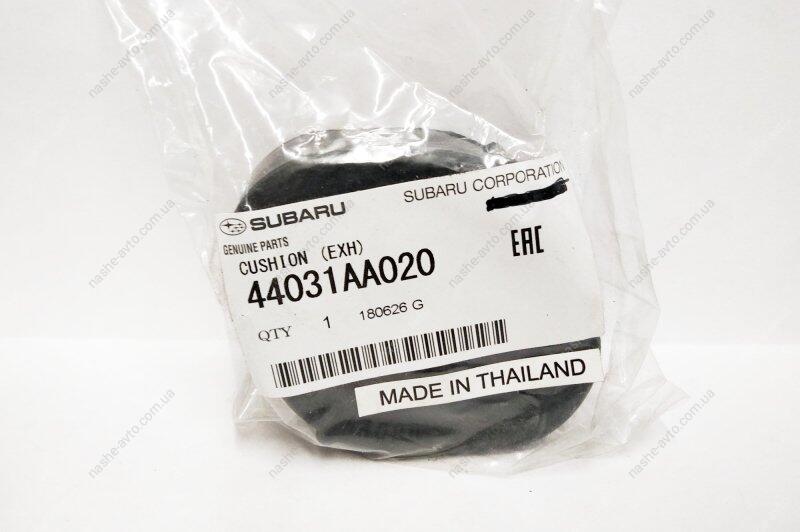 SUBARU
SUBARU CORPORATION
GENUINE PARTS
CUSHION (EXH)
EAC
44031AA020
QTY 1 180626 G
MADE IN THAILAND
nashe-avto.com.ua